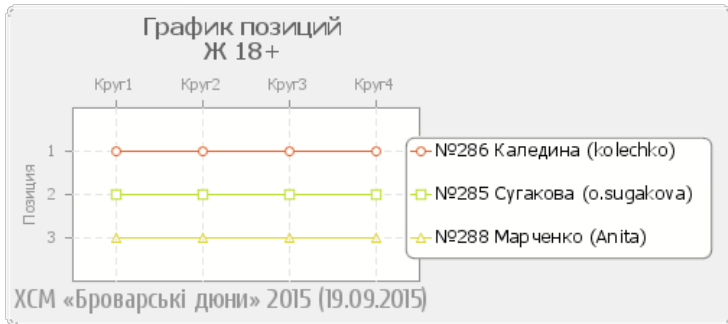 График позиций
Ж 18+
Круг1 Круг2 Круг3 Круг4
Позиция
1
2
3
№286 Каледина (kolechko)
№285 Сугакова (o.sugakova)
№288 Марченко (Anita)
ХСМ «Броварські дюни» 2015 (19.09.2015)